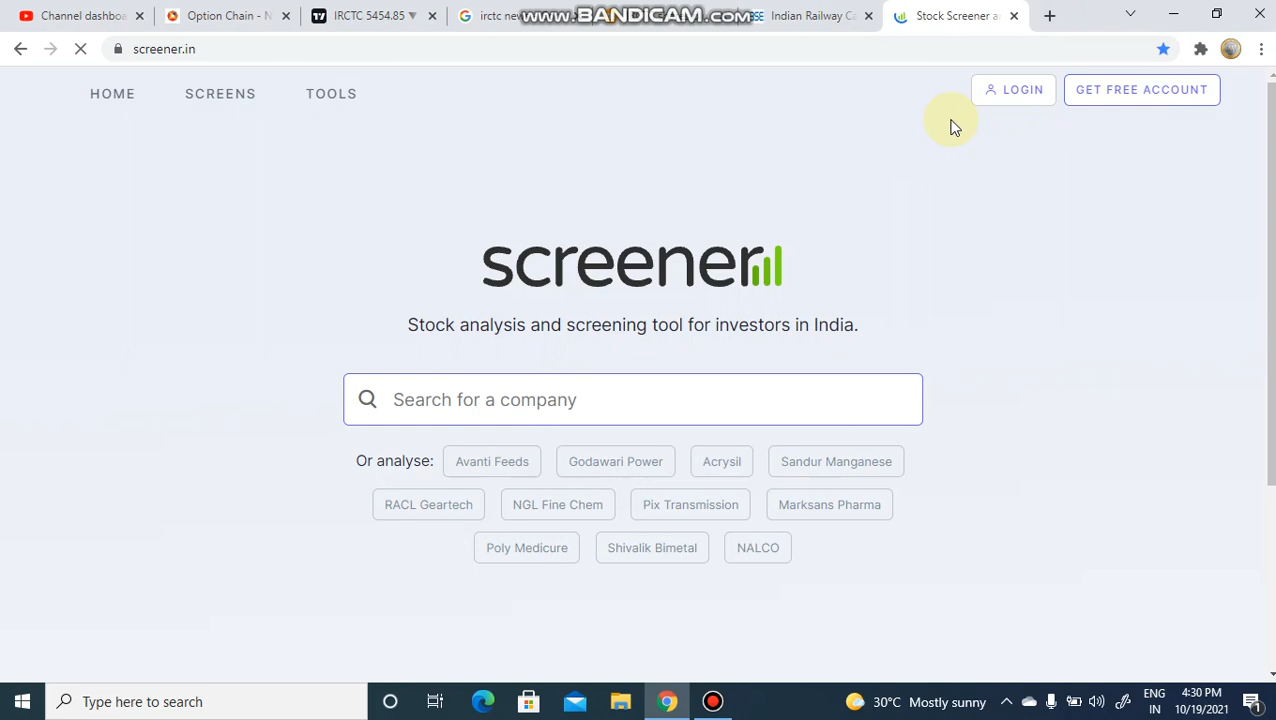 Channel dashboa
Option Chain - N
IRCTC 5454.85 ▼
irctc ne
www.BANDICAM.com
Indian Railway Ca
Stock Screener a
screener.in
HOME
SCREENS
TOOLS
LOGIN
GET FREE ACCOUNT
screener
Stock analysis and screening tool for investors in India.
Search for a company
Or analyse: Avanti Feeds Godawari Power Acrysil Sandur Manganese
RACL Geartech NGL Fine Chem Pix Transmission Marksans Pharma
Poly Medicure Shivalik Bimetal NALCO
Type here to search
30°C Mostly sunny
ENG
IN
4:30 PM
10/19/2021
1